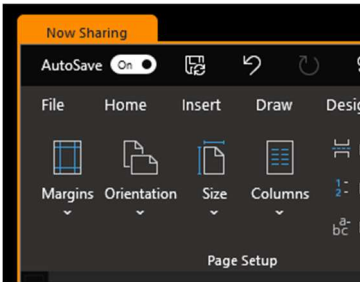 Now Sharing
AutoSave On
File Home Insert Draw
Margins Orientation Size Columns
Page Setup